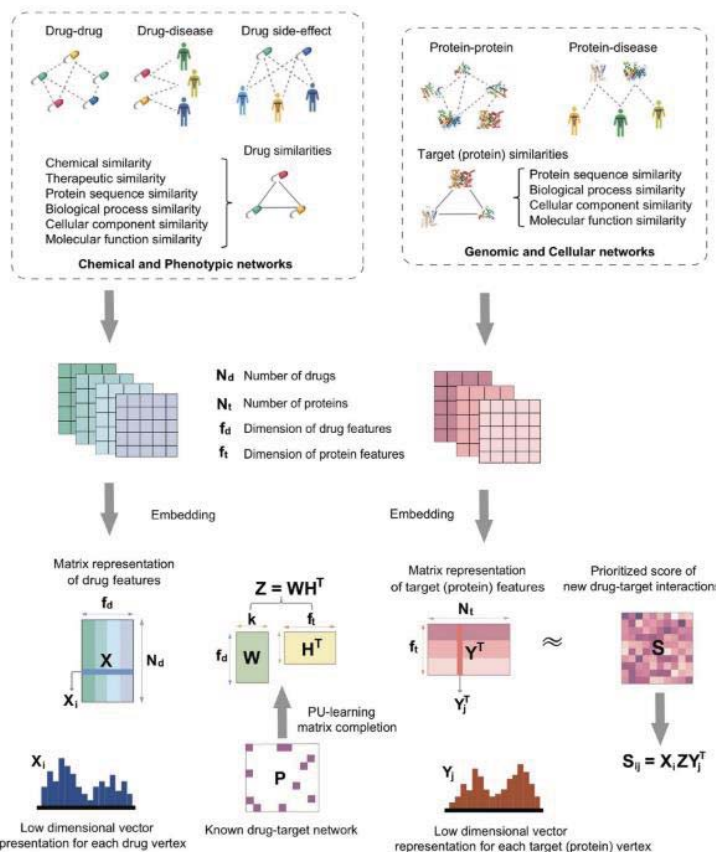 Drug-drug
Drug-disease
Drug side-effect
Chemical similarity
Therapeutic similarity
Protein sequence similarity
Biological process similarity
Cellular component similarity
Molecular function similarity
Drug similarities
Chemical and Phenotypic networks
Protein-protein
Protein-disease
Target (protein) similarities
Protein sequence similarity
Biological process similarity
Cellular component similarity
Molecular function similarity
Genomic and Cellular networks
Nd Number of drugs
Nt Number of proteins
fd Dimension of drug features
ft Dimension of protein features
Embedding
Embedding
Matrix representation
of drug features
fd
X
Nd
Xi
Z = WH^T
k
ft
fd
W
H^T
PU-learning
matrix completion
P
Known drug-target network
Matrix representation
of target (protein) features
Nt
ft
Y^T
Yj^T
≈
Prioritized score of
new drug-target interactions
S
Sij = XiZYj^T
Xi
Low dimensional vector
presentation for each drug vertex
Yj
Low dimensional vector
representation for each target (protein) vertex